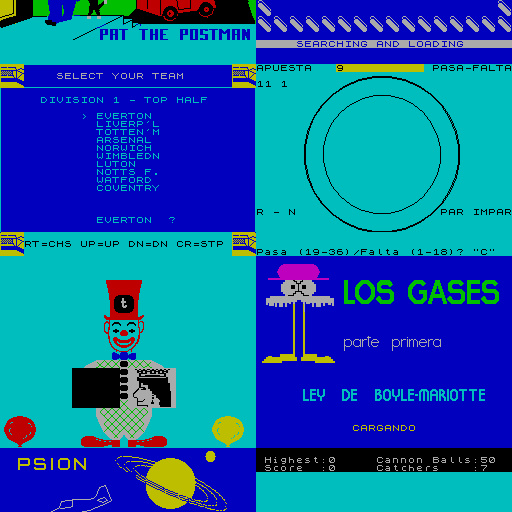 PAT THE POSTMAN
SEARCHING AND LOADING
SELECT YOUR TEAM
DIVISION 1 - TOP HALF
> EVERTON
LIVERP'L
TOTTEN'M
ARSENAL
NORWICH
WIMBLEDN
LUTON
NOTTS F.
WATFORD
COVENTRY
EVERTON ?
RT=CHS UP=UP DN=DN CR=STP
APUESTA 9 PASA-FALTA
11 1
R - N PAR IMPAR
Pasa (19-36)/Falta (1-18)? "C"
t
LOS GASES
parte primera
LEY DE BOYLE-MARIOTTE
CARGANDO
PSION
Highest:0 Cannon Balls:50
Score :0 Catchers :7